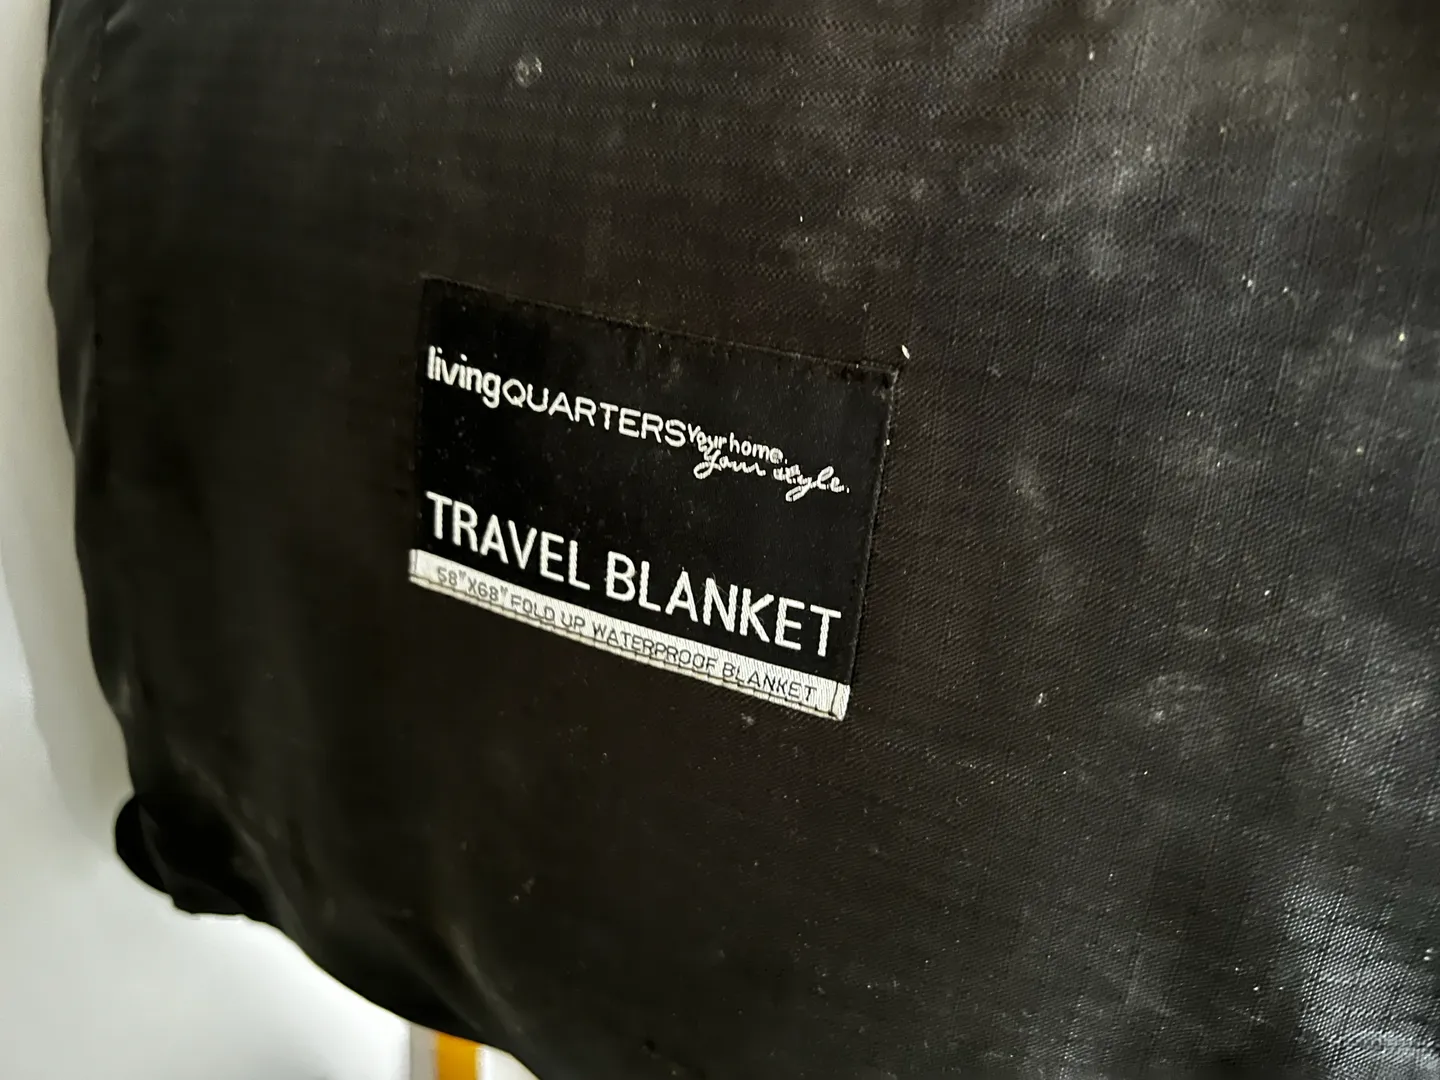 livingQUARTERS Your home.
Your style.
TRAVEL BLANKET
58"X68" FOLD UP WATERPROOF BLANKET